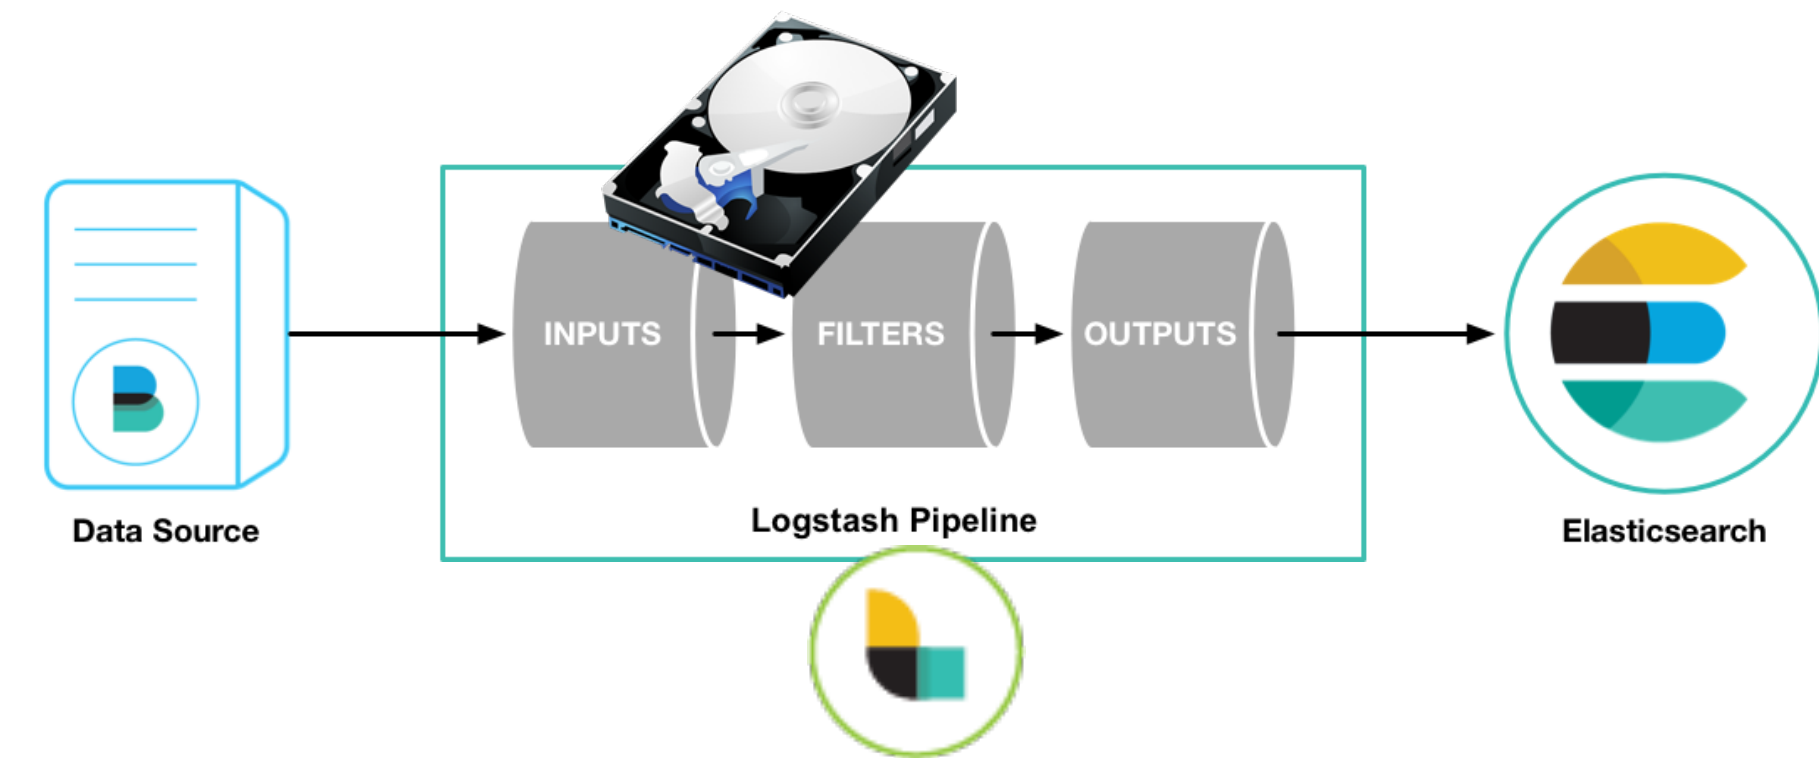 INPUTS
FILTERS
OUTPUTS
Logstash Pipeline
Data Source
Elasticsearch